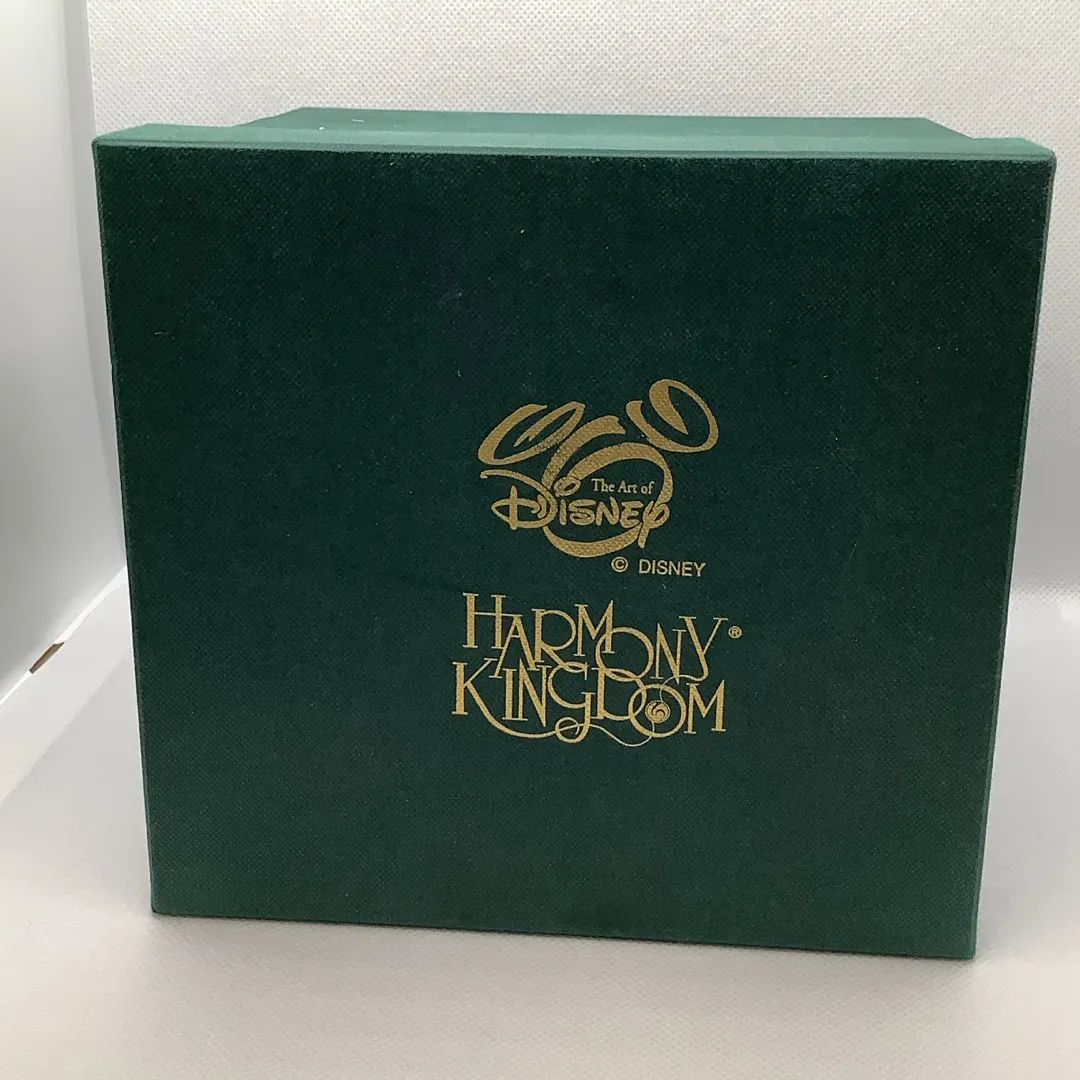 The Art of
Disney
© DISNEY
HARMONY®
KINGDOM